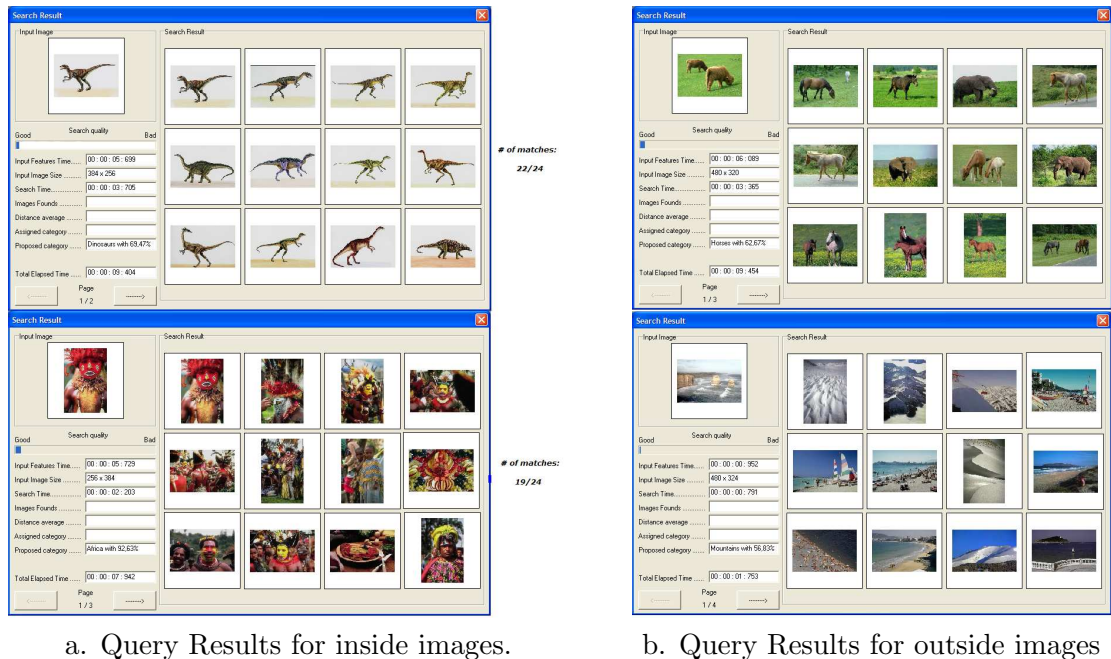 Search Result
Input Image
Search Result
Search quality
Good Bad
Input Features Time..... 00 : 00 : 05 : 699
Input Image Size ......... 384 x 256
Search Time................ 00 : 00 : 03 : 705
Images Founds ..........
Distance average .........
Assigned category .......
Proposed category ...... Dinosaurs with 69,47%
Total Elapsed Time ..... 00 : 00 : 09 : 404
Page
<------- 1 / 2 ------->
# of matches:
22/24
Search Result
Input Image
Search Result
Search quality
Good Bad
Input Features Time..... 00 : 00 : 06 : 089
Input Image Size ......... 480 x 320
Search Time................ 00 : 00 : 03 : 365
Images Founds ..........
Distance average .........
Assigned category .......
Proposed category ...... Horses with 62,67%
Total Elapsed Time ..... 00 : 00 : 09 : 454
Page
<------- 1 / 3 ------->
Search Result
Input Image
Search Result
Search quality
Good Bad
Input Features Time..... 00 : 00 : 05 : 729
Input Image Size ......... 256 x 384
Search Time................ 00 : 00 : 02 : 203
Images Founds ..........
Distance average .........
Assigned category .......
Proposed category ...... Africa with 92,63%
Total Elapsed Time ..... 00 : 00 : 07 : 942
Page
<------- 1 / 3 ------->
# of matches:
19/24
Search Result
Input Image
Search Result
Search quality
Good Bad
Input Features Time..... 00 : 00 : 00 : 952
Input Image Size ......... 480 x 324
Search Time................ 00 : 00 : 00 : 791
Images Founds ..........
Distance average .........
Assigned category .......
Proposed category ...... Mountains with 56,83%
Total Elapsed Time ..... 00 : 00 : 01 : 753
Page
<------- 1 / 4 ------->
a. Query Results for inside images.
b. Query Results for outside images